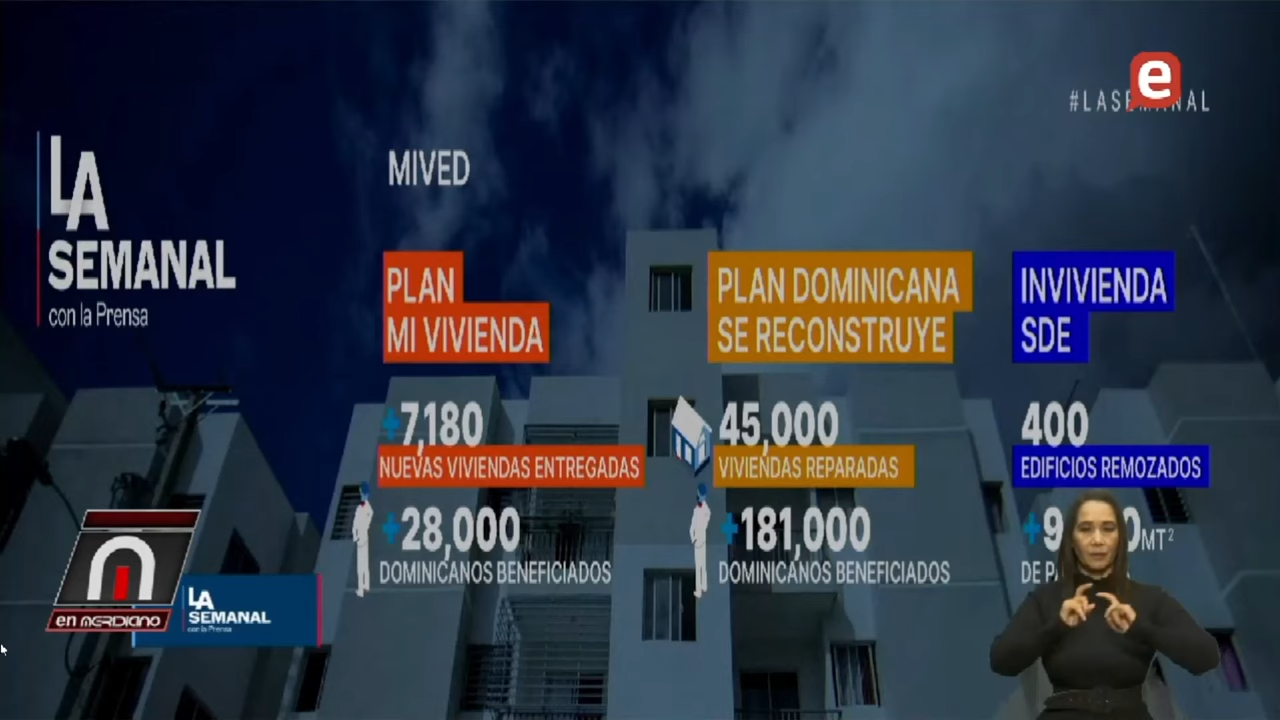 e
#LASEMANAL
LA
SEMANAL
con la Prensa
MIVED
PLAN
MI VIVIENDA
+7,180
NUEVAS VIVIENDAS ENTREGADAS
+28,000
DOMINICANOS BENEFICIADOS
PLAN DOMINICANA
SE RECONSTRUYE
45,000
VIVIENDAS REPARADAS
+181,000
DOMINICANOS BENEFICIADOS
INVIVIENDA
SDE
400
EDIFICIOS REMOZADOS
MT²
DE
en MERIDIANO
LA
SEMANAL
con la Prensa